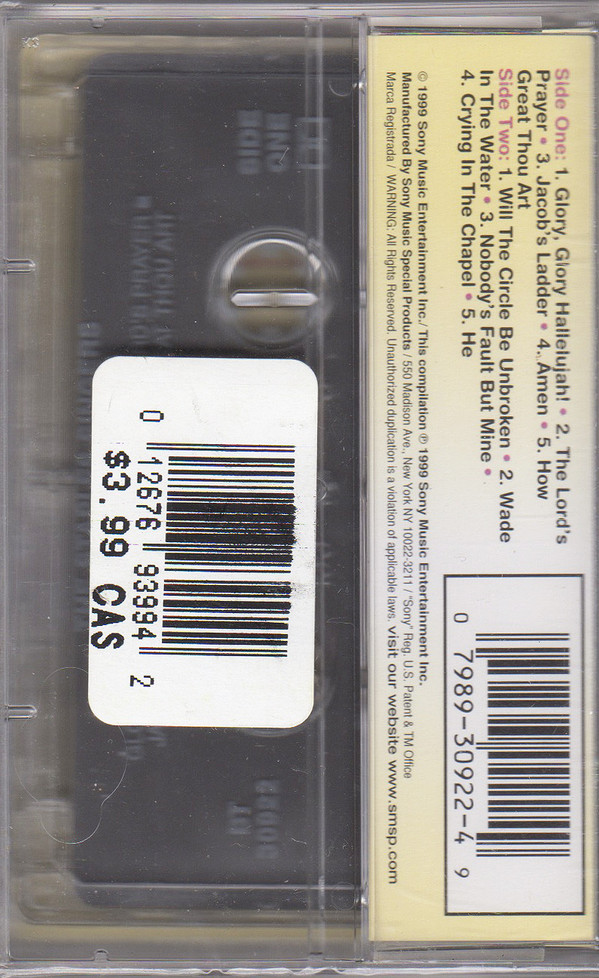 Side One: 1. Glory, Glory Hallelujah! • 2. The Lord's
Prayer • 3. Jacob's Ladder • 4. Amen • 5. How
Great Thou Art
Side Two: 1. Will The Circle Be Unbroken • 2. Wade
In The Water • 3. Nobody's Fault But Mine •
4. Crying In The Chapel • 5. He
© 1999 Sony Music Entertainment Inc./ This compilation ℗ 1999 Sony Music Entertainment Inc.
Manufactured By Sony Music Special Products / 550 Madison Ave., New York NY 10022-3211 / "Sony" Reg. U.S. Patent & TM Office
Marca Registrada / WARNING: All Rights Reserved. Unauthorized duplication is a violation of applicable laws. visit our website www.smsp.com
0 7989-30922-4 9
0 12676 93994 2
$3.99 CAS